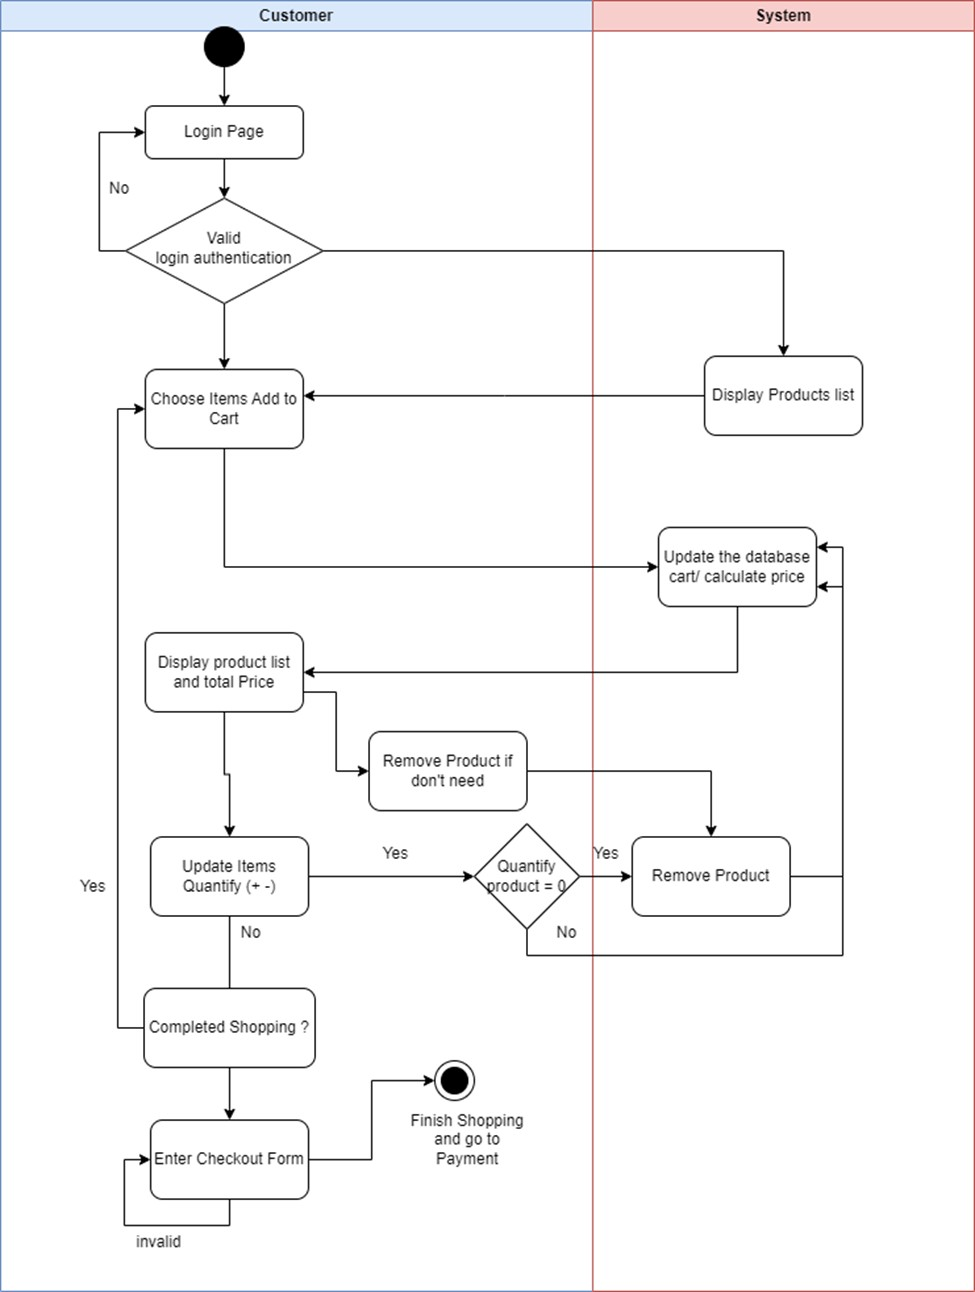 Customer
System
Login Page
No
Valid
login authentication
Choose Items Add to
Cart
Display Products list
Update the database
cart/ calculate price
Display product list
and total Price
Remove Product if
don't need
Update Items
Quantify (+ -)
Yes
Quantify
product = 0
Yes
Remove Product
Yes
No
No
Completed Shopping ?
Finish Shopping
and go to
Payment
Enter Checkout Form
invalid